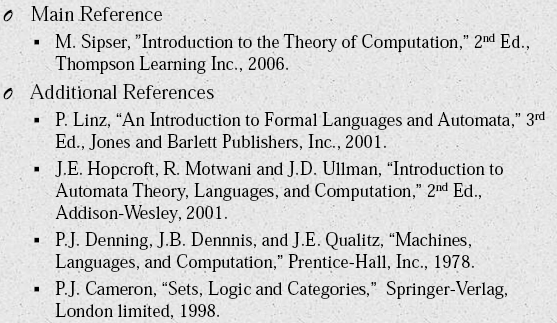 Main Reference
▪ M. Sipser, ”Introduction to the Theory of Computation,” 2nd Ed.,
Thompson Learning Inc., 2006.
Additional References
▪ P. Linz, “An Introduction to Formal Languages and Automata,” 3rd
Ed., Jones and Barlett Publishers, Inc., 2001.
▪ J.E. Hopcroft, R. Motwani and J.D. Ullman, “Introduction to
Automata Theory, Languages, and Computation,” 2nd Ed.,
Addison-Wesley, 2001.
▪ P.J. Denning, J.B. Dennnis, and J.E. Qualitz, “Machines,
Languages, and Computation,” Prentice-Hall, Inc., 1978.
▪ P.J. Cameron, “Sets, Logic and Categories,” Springer-Verlag,
London limited, 1998.